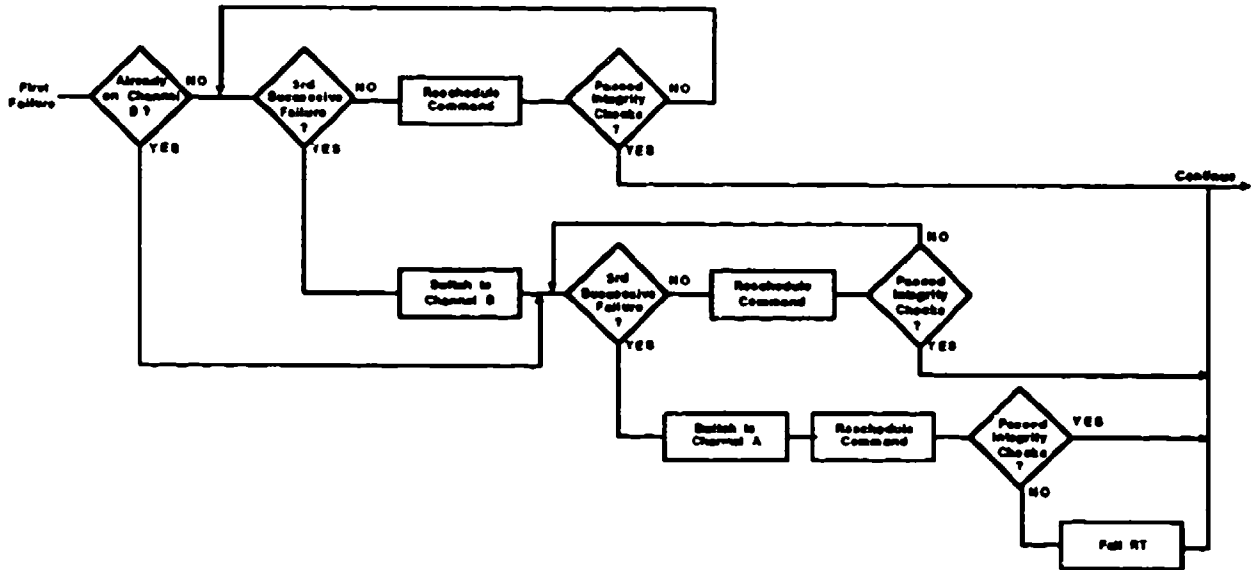 First
Failure
Already
on Channel
B?
NO
YES
3rd
Successive
Failure
?
NO
YES
Reschedule
Command
Passed
Integrity
Checks
?
NO
YES
Continue
Switch to
Channel B
3rd
Successive
Failure
?
NO
YES
Reschedule
Command
Passed
Integrity
Checks
?
NO
YES
Switch to
Channel A
Reschedule
Command
Passed
Integrity
Checks
?
YES
NO
Fail RT